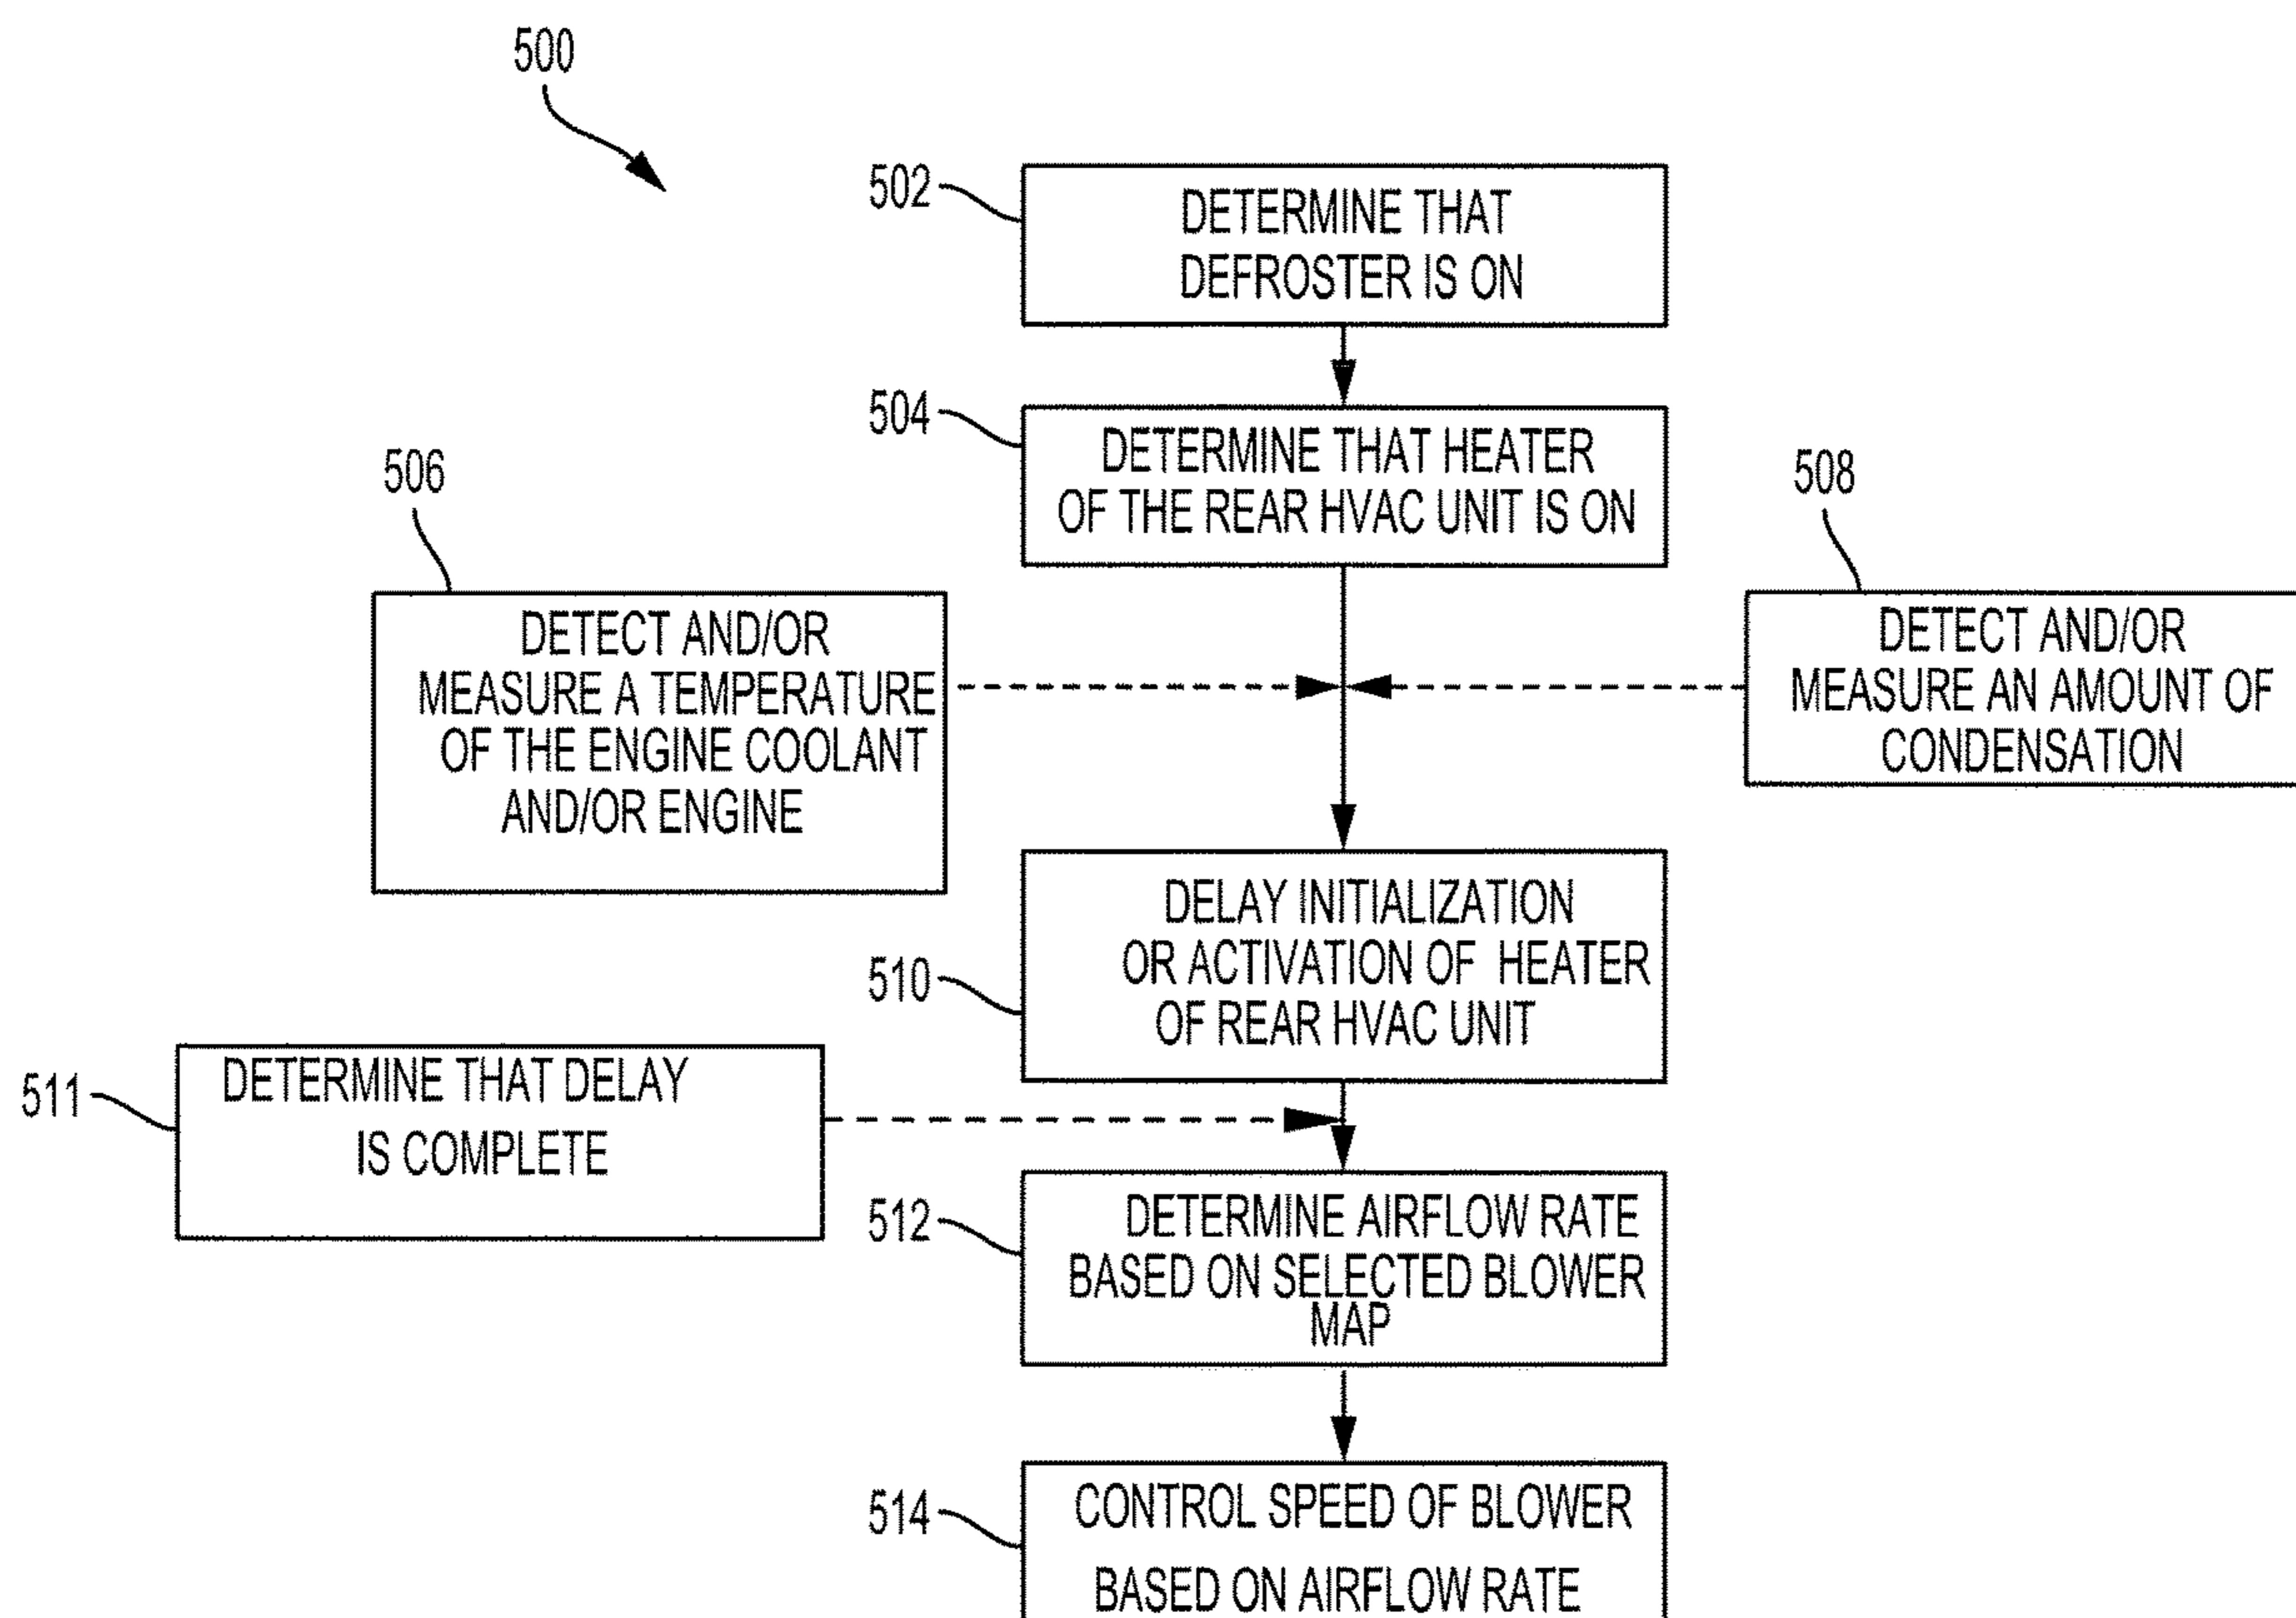 500
502
DETERMINE THAT
DEFROSTER IS ON
504
DETERMINE THAT HEATER
OF THE REAR HVAC UNIT IS ON
506
DETECT AND/OR
MEASURE A TEMPERATURE
OF THE ENGINE COOLANT
AND/OR ENGINE
508
DETECT AND/OR
MEASURE AN AMOUNT OF
CONDENSATION
510
DELAY INITIALIZATION
OR ACTIVATION OF HEATER
OF REAR HVAC UNIT
511
DETERMINE THAT DELAY
IS COMPLETE
512
DETERMINE AIRFLOW RATE
BASED ON SELECTED BLOWER
MAP
514
CONTROL SPEED OF BLOWER
BASED ON AIRFLOW RATE